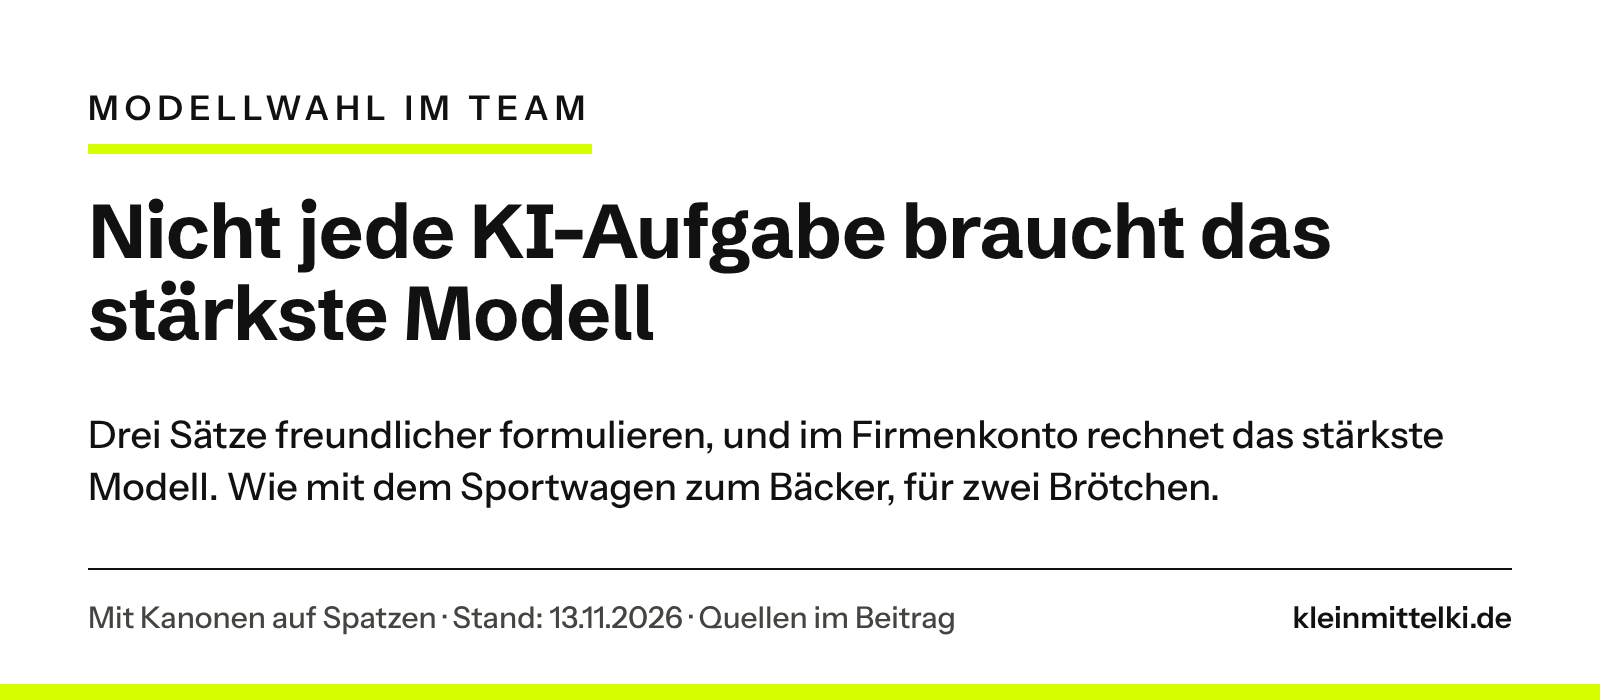 MODELLWAHL IM TEAM
Nicht jede KI-Aufgabe braucht das
stärkste Modell
Drei Sätze freundlicher formulieren, und im Firmenkonto rechnet das stärkste
Modell. Wie mit dem Sportwagen zum Bäcker, für zwei Brötchen.
Mit Kanonen auf Spatzen · Stand: 13.11.2026 · Quellen im Beitrag
kleinmittelki.de